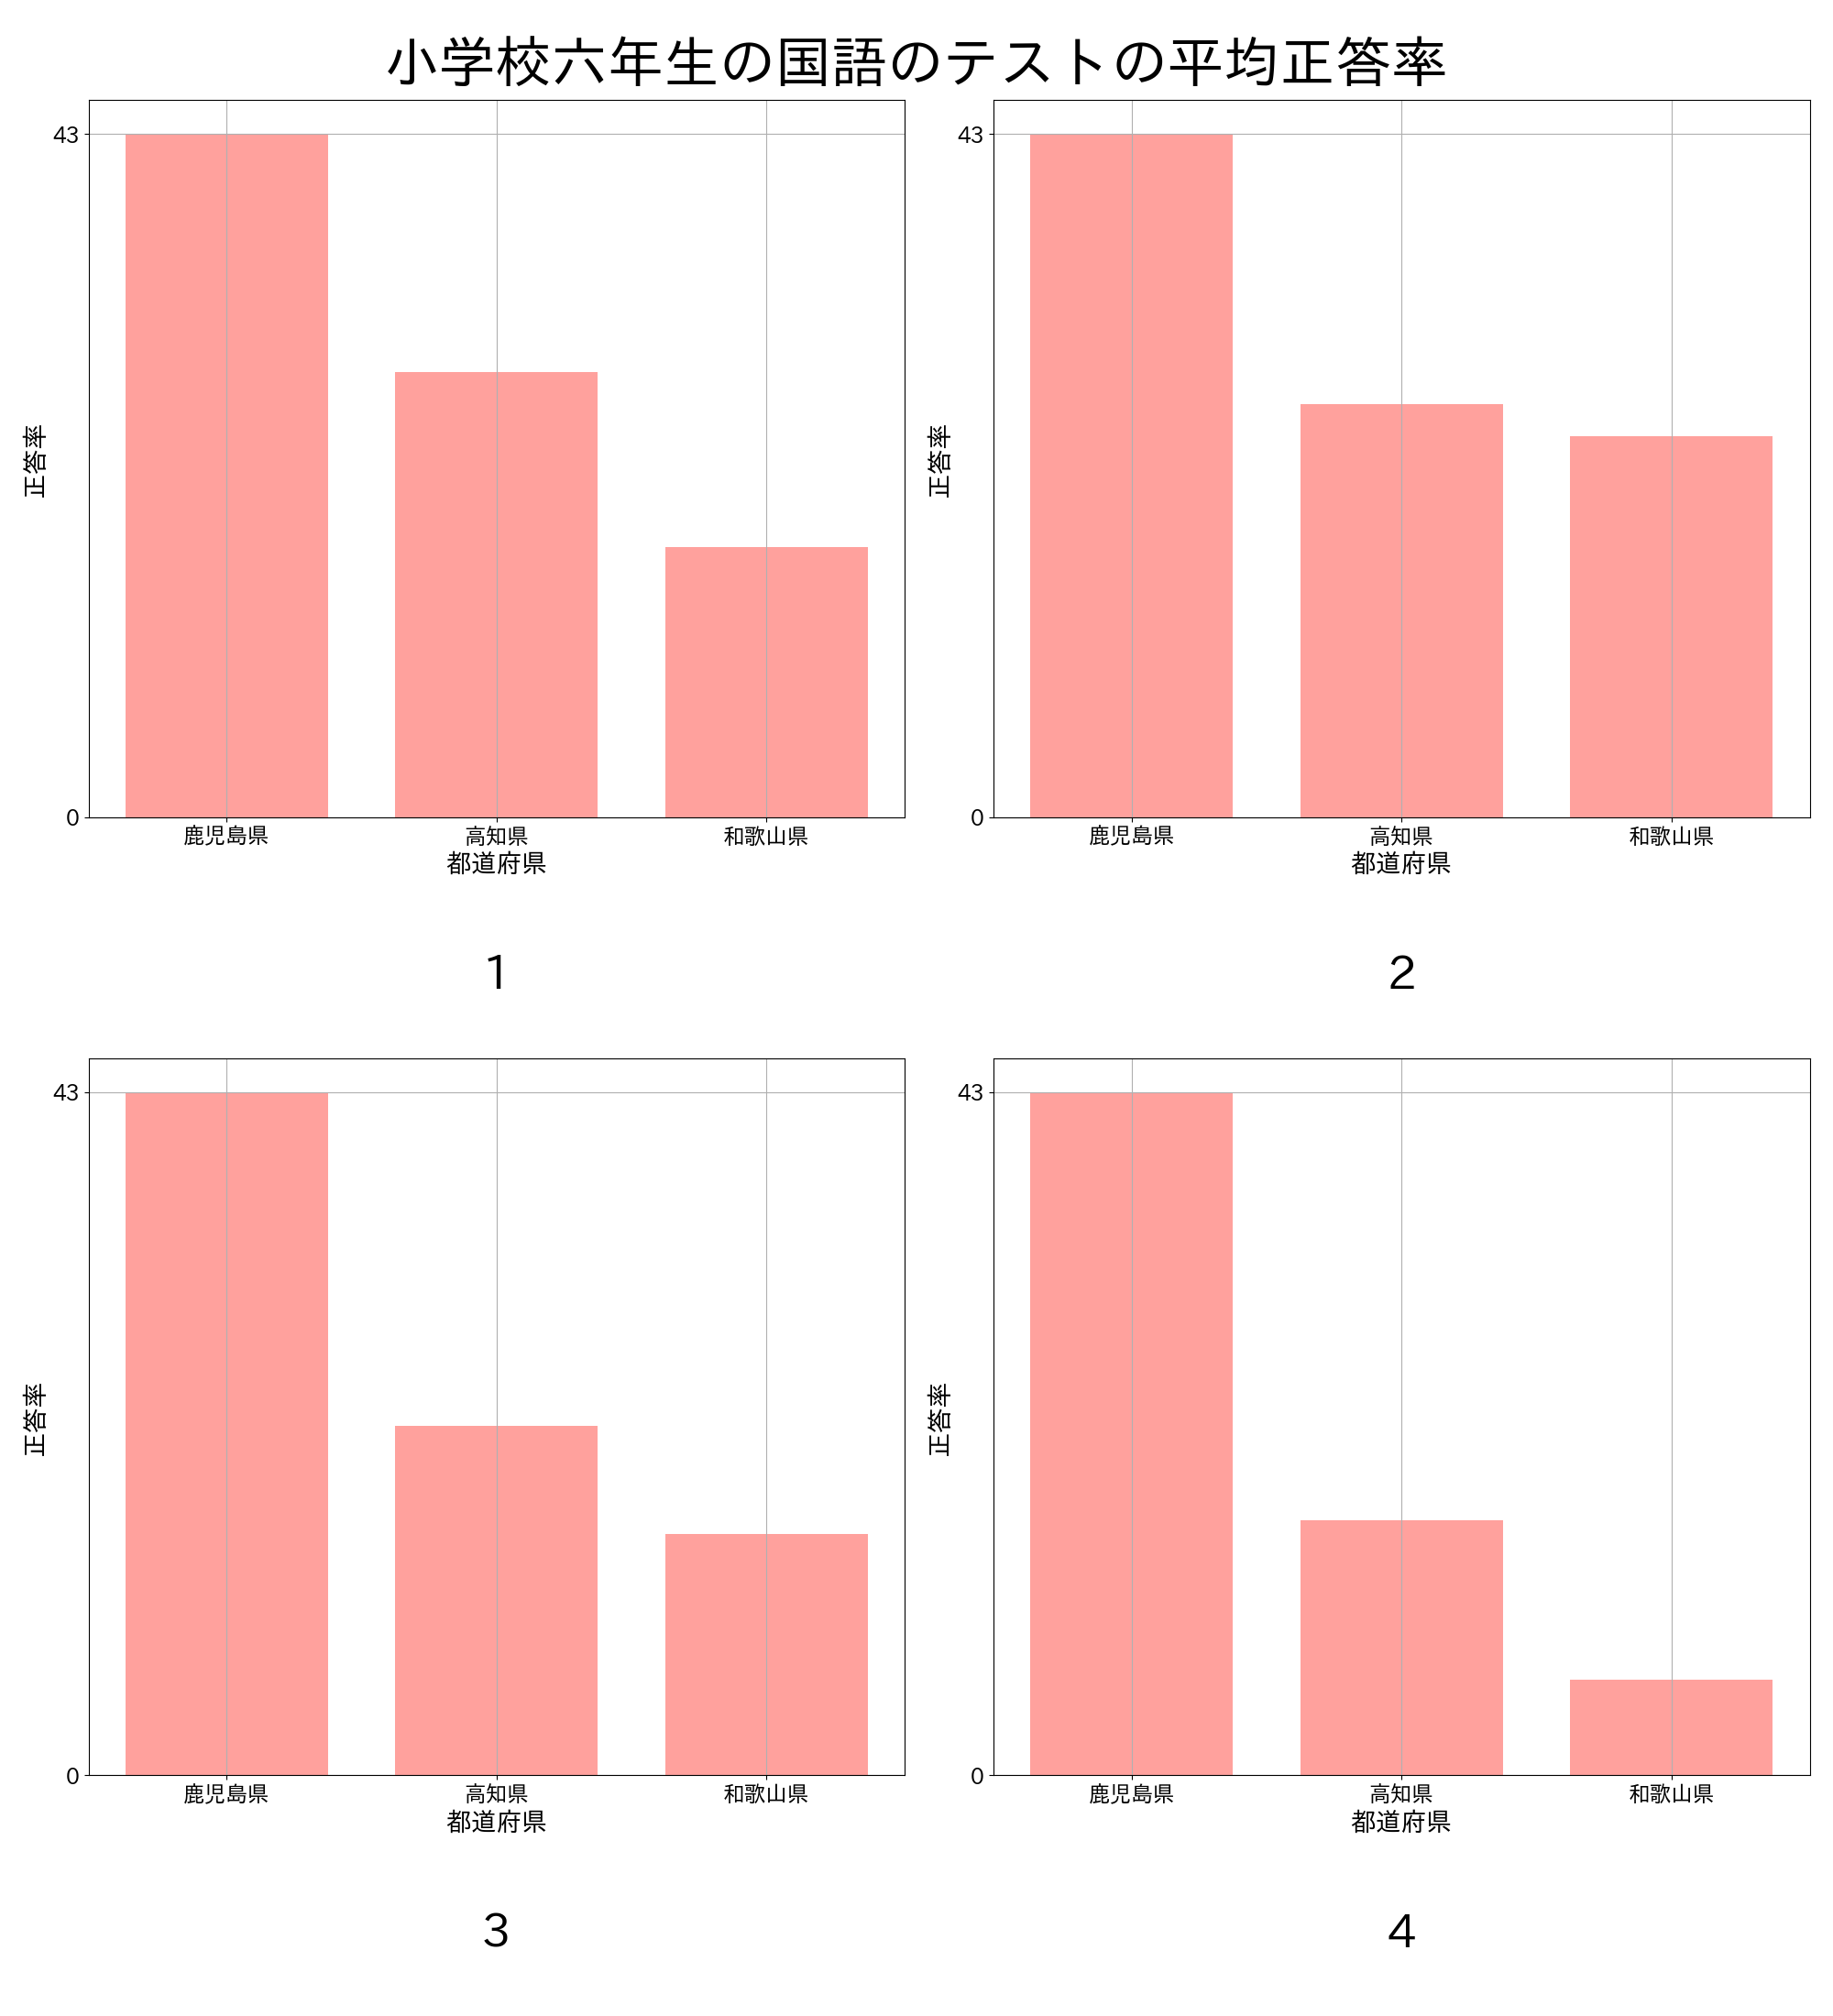 小学校六年生の国語のテストの平均正答率
43
正答率
0
鹿児島県 高知県 和歌山県
都道府県
1
43
正答率
0
鹿児島県 高知県 和歌山県
都道府県
2
43
正答率
0
鹿児島県 高知県 和歌山県
都道府県
3
43
正答率
0
鹿児島県 高知県 和歌山県
都道府県
4